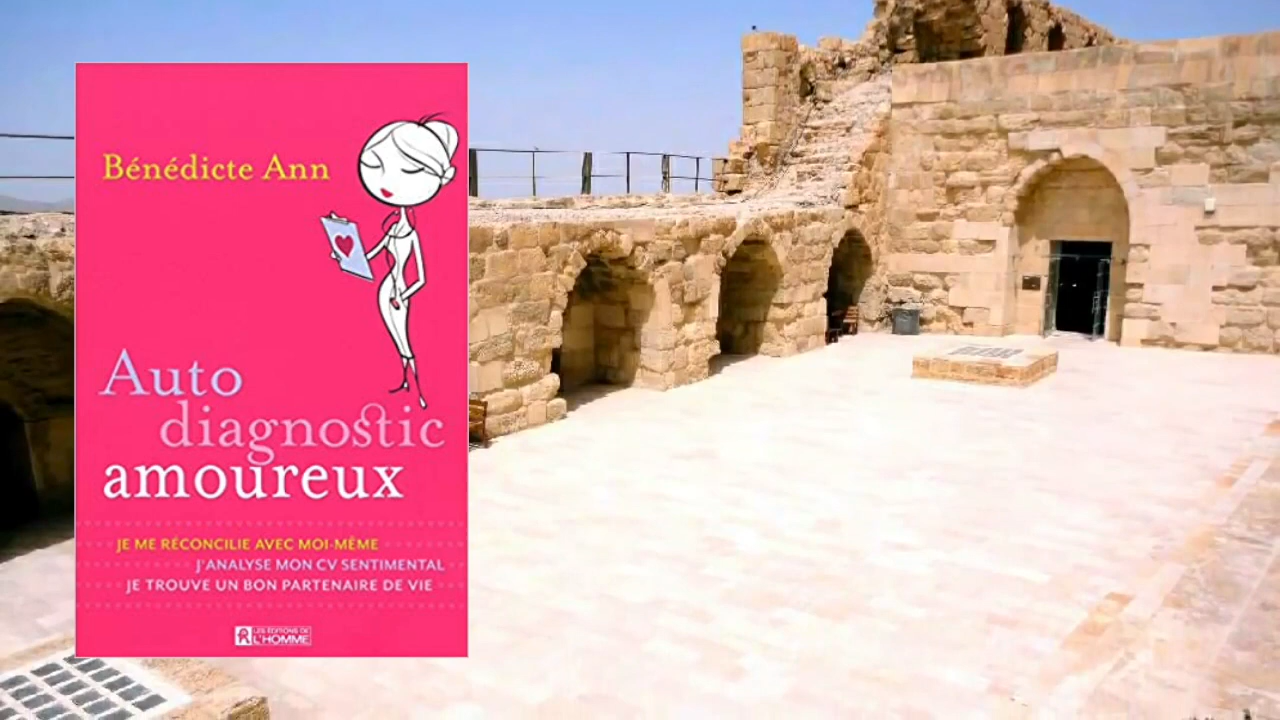 Bénédicte Ann
Auto
diagnostic
amoureux
JE ME RÉCONCILIE AVEC MOI-MÊME
J'ANALYSE MON CV SENTIMENTAL
JE TROUVE UN BON PARTENAIRE DE VIE
LES ÉDITIONS DE
L'HOMME